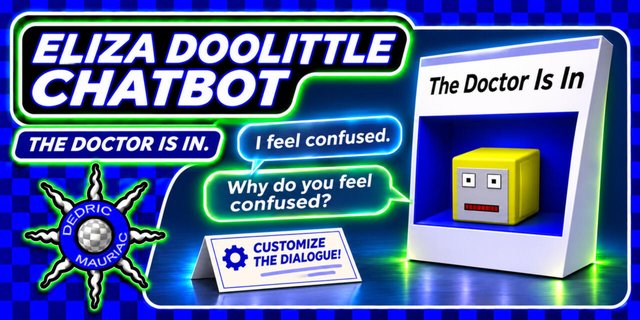 ELIZA DOOLITTLE
CHATBOT
THE DOCTOR IS IN.
I feel confused.
Why do you feel
confused?
The Doctor Is In
CUSTOMIZE
THE DIALOGUE!
DEDRIC
MAURIAC